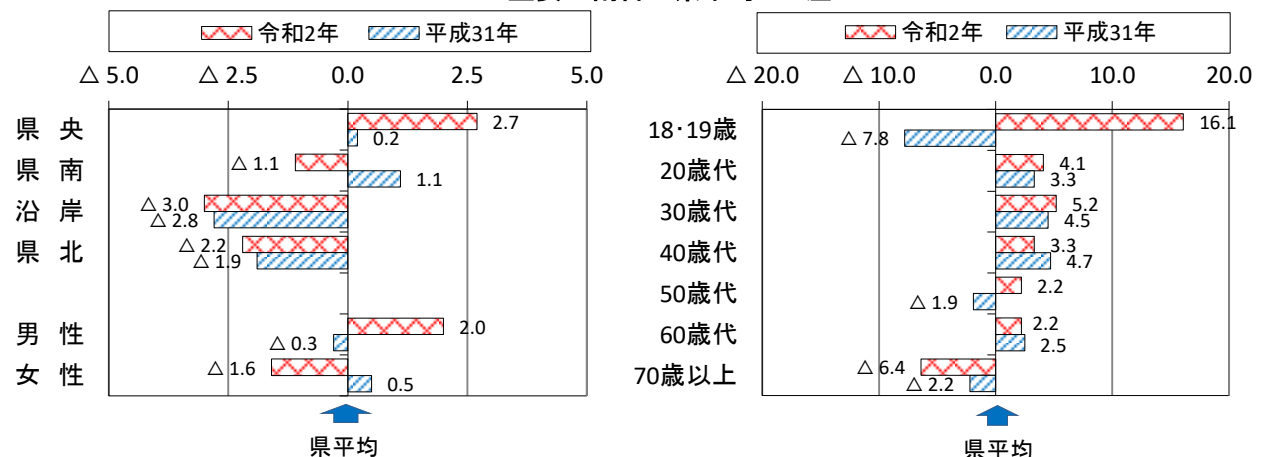 令和2年 平成31年
△ 5.0 △ 2.5 0.0 2.5 5.0
県 央 2.7
0.2
県 南 △ 1.1
1.1
沿 岸 △ 3.0
△ 2.8
県 北 △ 2.2
△ 1.9
男 性 2.0
△ 0.3
女 性 △ 1.6
0.5
県平均
令和2年 平成31年
△ 20.0 △ 10.0 0.0 10.0 20.0
18・19歳 16.1
△ 7.8
20歳代 4.1
3.3
30歳代 5.2
4.5
40歳代 3.3
4.7
50歳代 2.2
△ 1.9
60歳代 2.2
2.5
70歳以上 △ 6.4
△ 2.2
県平均